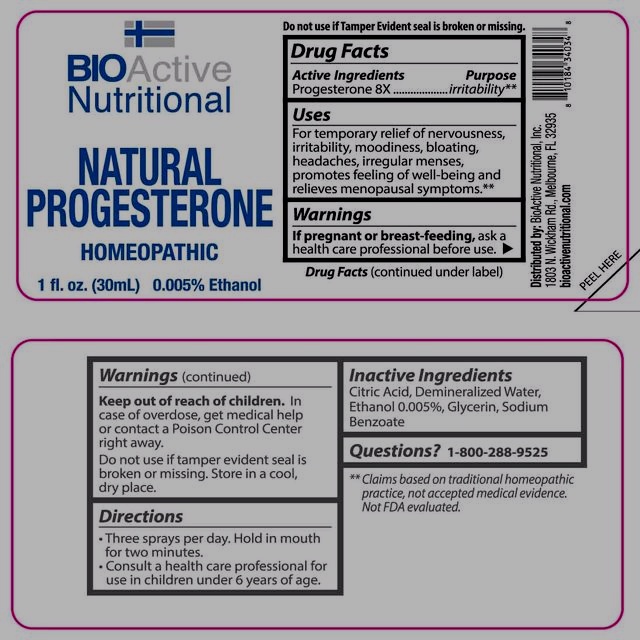 BIOActive
Nutritional
NATURAL
PROGESTERONE
HOMEOPATHIC
1 fl. oz. (30mL) 0.005% Ethanol
Do not use if Tamper Evident seal is broken or missing.
Drug Facts
Active Ingredients Purpose
Progesterone 8X ..................... irritability**
Uses
For temporary relief of nervousness,
irritability, moodiness, bloating,
headaches, irregular menses,
promotes feeling of well-being and
relieves menopausal symptoms.**
Warnings
If pregnant or breast-feeding, ask a
health care professional before use. ▶
Drug Facts (continued under label)
Distributed by: BioActive Nutritional, Inc.
1803 N. Wickham Rd., Melbourne, FL 32935
bioactivenutritional.com
8 10184 34034 8
PEEL HERE
Warnings (continued)
Keep out of reach of children. In
case of overdose, get medical help
or contact a Poison Control Center
right away.
Do not use if tamper evident seal is
broken or missing. Store in a cool,
dry place.
Directions
• Three sprays per day. Hold in mouth
for two minutes.
• Consult a health care professional for
use in children under 6 years of age.
Inactive Ingredients
Citric Acid, Demineralized Water,
Ethanol 0.005%, Glycerin, Sodium
Benzoate
Questions? 1-800-288-9525
** Claims based on traditional homeopathic
practice, not accepted medical evidence.
Not FDA evaluated.